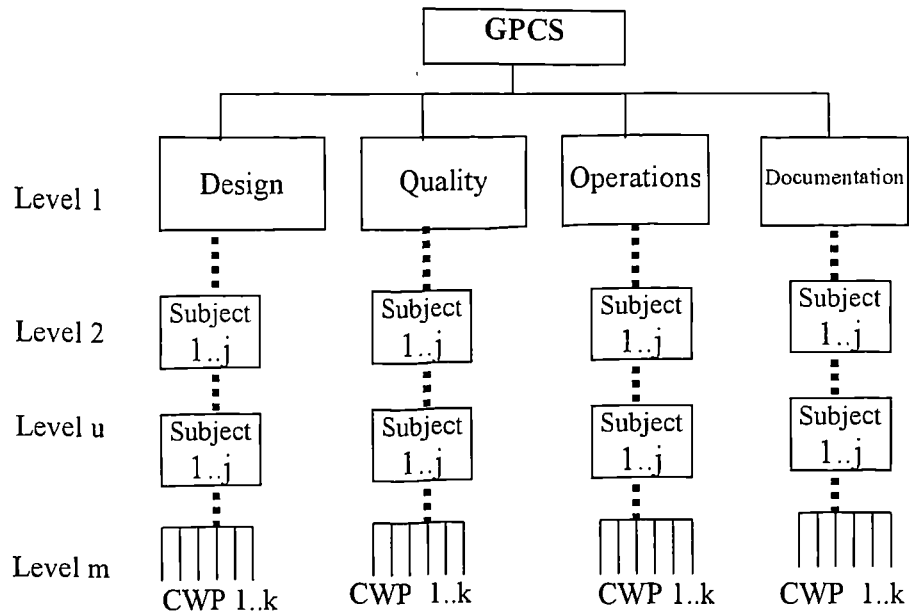 GPCS
Level 1
Design
Quality
Operations
Documentation
Level 2
Subject
1..j
Subject
1..j
Subject
1..j
Subject
1..j
Level u
Subject
1..j
Subject
1..j
Subject
1..j
Subject
1..j
Level m
CWP 1..k
CWP 1..k
CWP 1..k
CWP 1..k